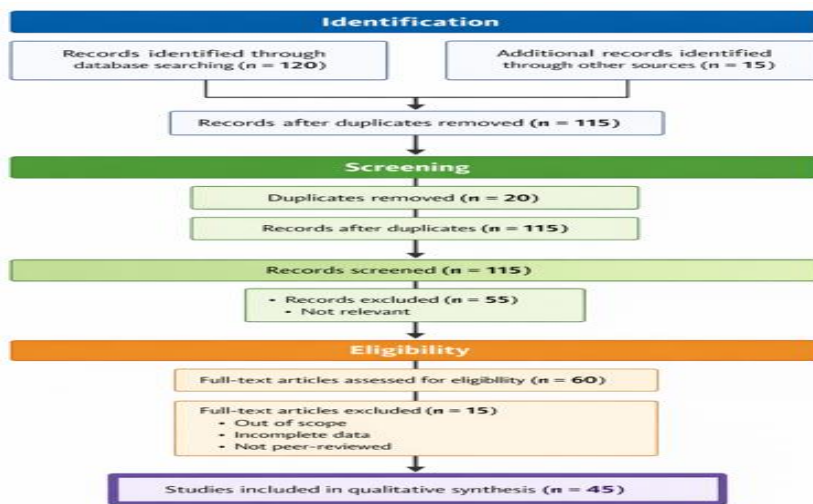 Identification
Records identified through
database searching (n = 120)
Additional records identified
through other sources (n = 15)
Records after duplicates removed (n = 115)
Screening
Duplicates removed (n = 20)
Records after duplicates (n = 115)
Records screened (n = 115)
• Records excluded (n = 55)
• Not relevant
Eligibility
Full-text articles assessed for eligibility (n = 60)
Full-text articles excluded (n = 15)
• Out of scope
• Incomplete data
• Not peer-reviewed
Studies included in qualitative synthesis (n = 45)